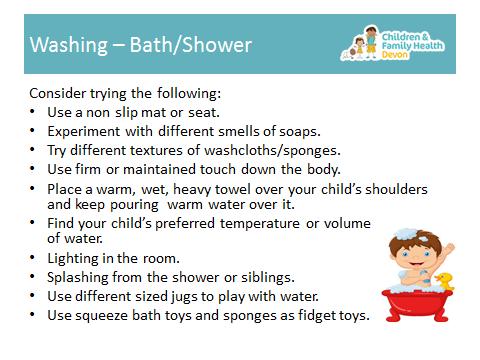 Washing – Bath/Shower
Children &
Family Health
Devon
Consider trying the following:
• Use a non slip mat or seat.
• Experiment with different smells of soaps.
• Try different textures of washcloths/sponges.
• Use firm or maintained touch down the body.
• Place a warm, wet, heavy towel over your child's shoulders
and keep pouring warm water over it.
• Find your child's preferred temperature or volume
of water.
• Lighting in the room.
• Splashing from the shower or siblings.
• Use different sized jugs to play with water.
• Use squeeze bath toys and sponges as fidget toys.